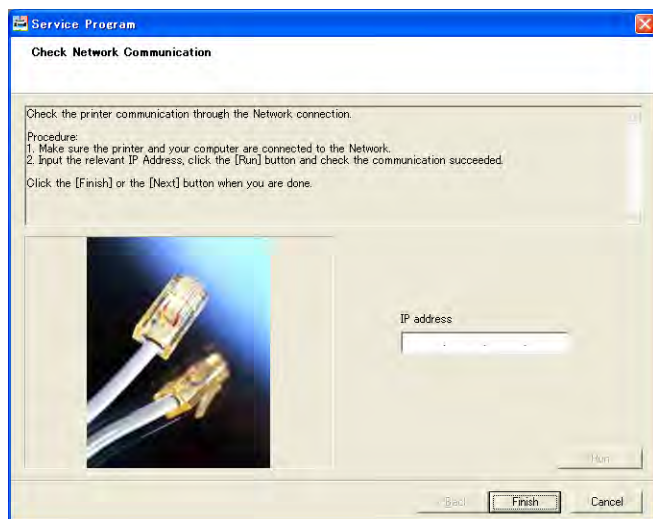 Service Program
Check Network Communication
Check the printer communication through the Network connection.
Procedure:
1. Make sure the printer and your computer are connected to the Network.
2. Input the relevant IP Address, click the [Run] button and check the communication succeeded.
Click the [Finish] or the [Next] button when you are done.
IP address
. . .
Run
Back Finish Cancel